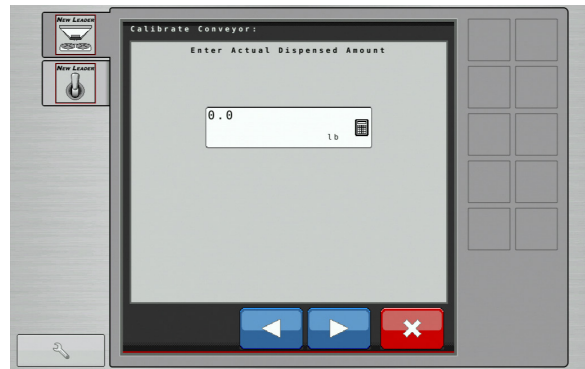 NEW LEADER
NEW LEADER
Calibrate Conveyor:
Enter Actual Dispensed Amount
0.0
lb